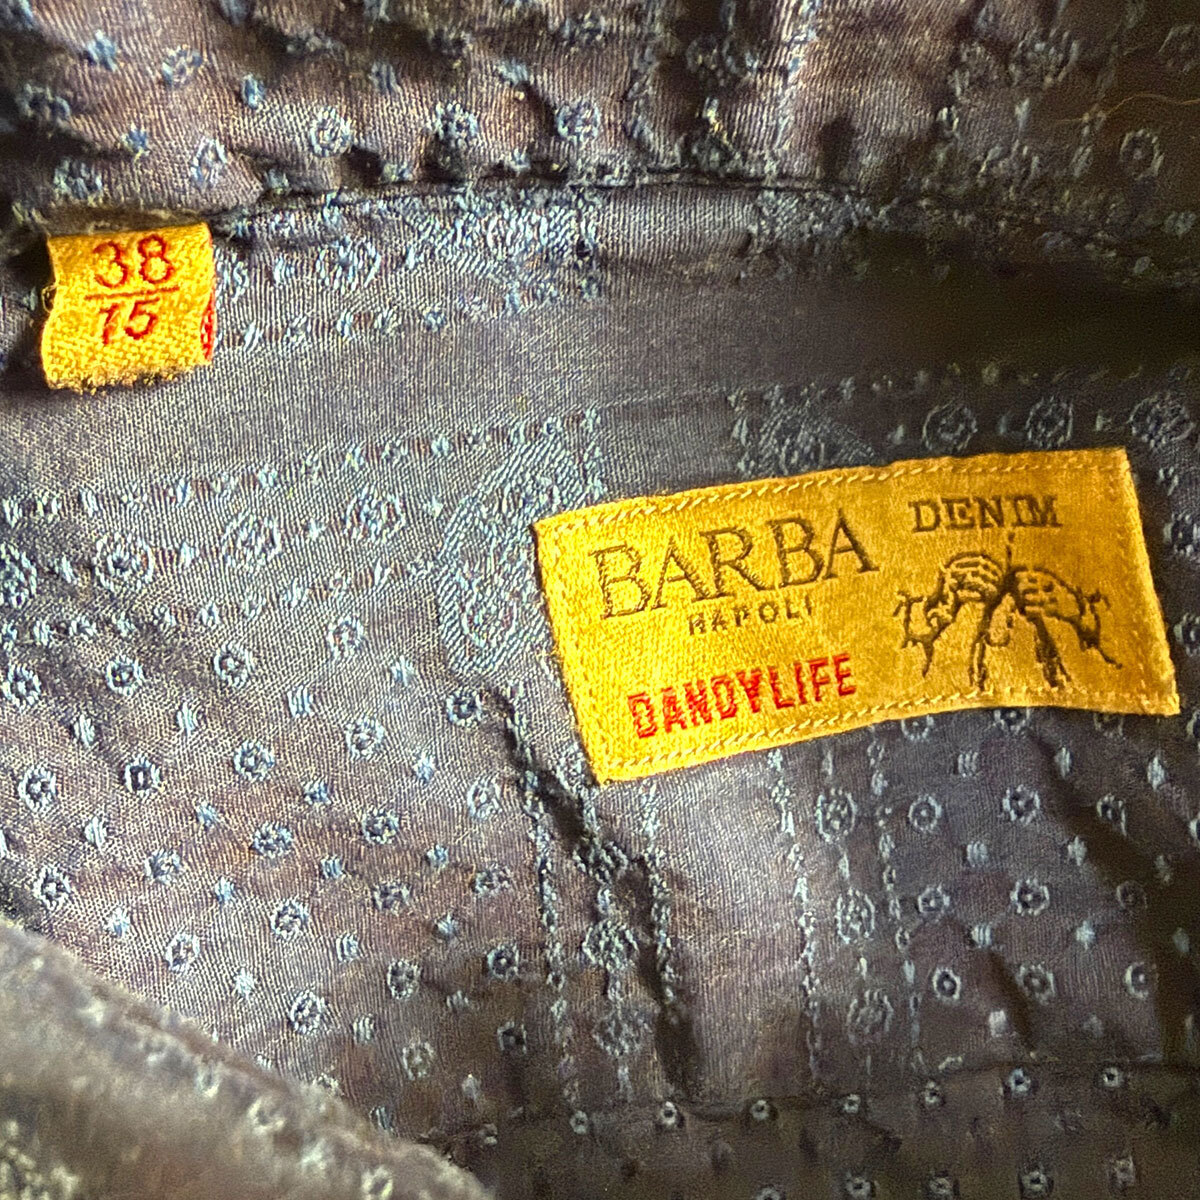 38
15
BARBA
NAPOLI
DENIM
DANDYLIFE